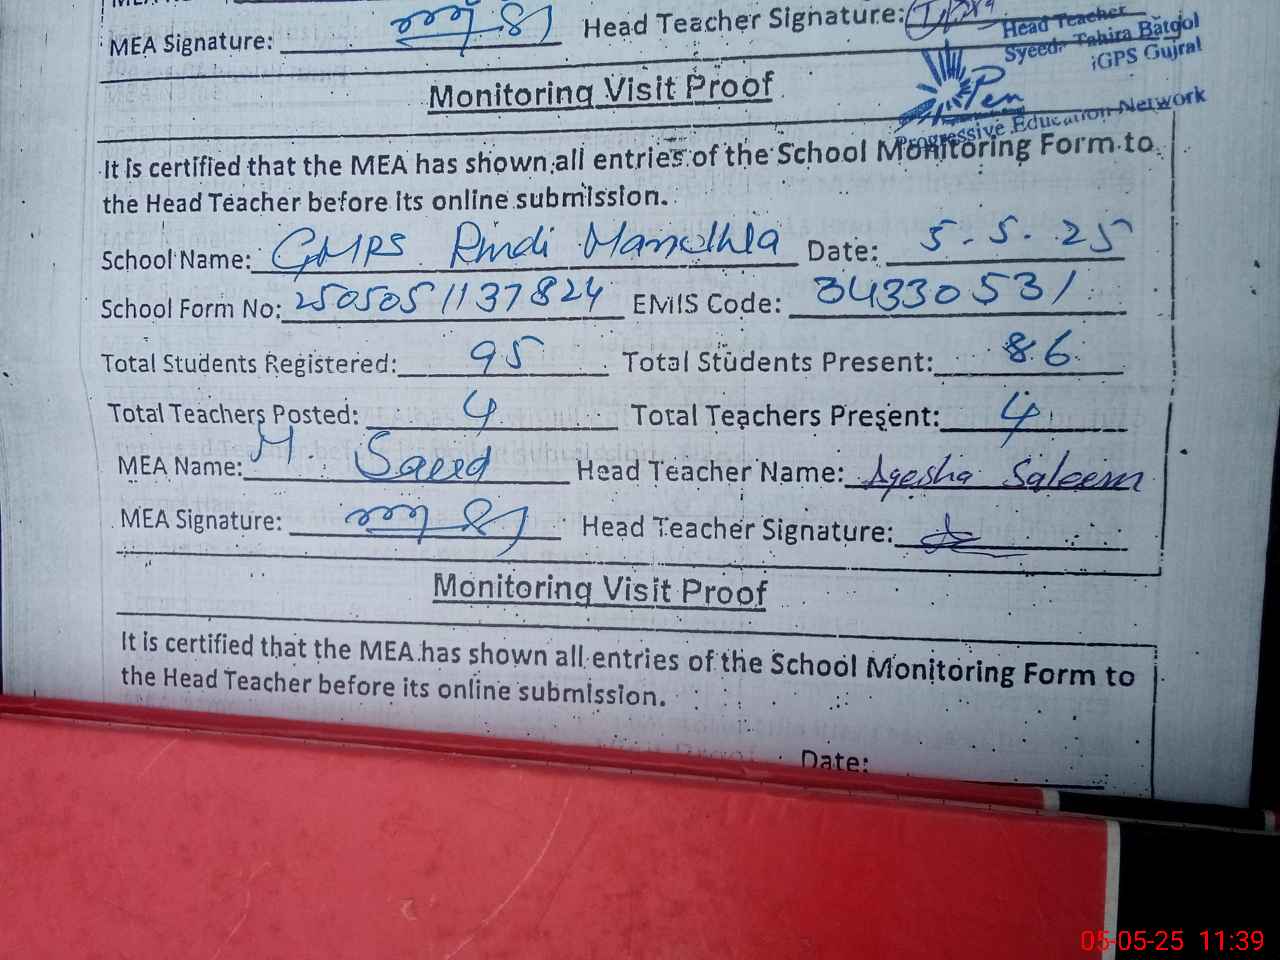 MEA Signature: Head Teacher Signature:
Head Teacher
Syeeda Tahira Batool
GPS Gujral
Pen
Progressive Education Network
Monitoring Visit Proof
It is certified that the MEA has shown all entries of the School Monitoring Form to
the Head Teacher before its online submission.
School Name: GMPS Pindi Mandhla Date: 5-5-25
School Form No: 2505051137824 EMIS Code: 34330531
Total Students Registered: 95 Total Students Present: 86
Total Teachers Posted: 4 Total Teachers Present: 4
MEA Name: M Saeed Head Teacher Name: Ayesha Saleem
MEA Signature: Head Teacher Signature:
Monitoring Visit Proof
It is certified that the MEA has shown all entries of the School Monitoring Form to
the Head Teacher before its online submission.
Date:
05-05-25 11:39